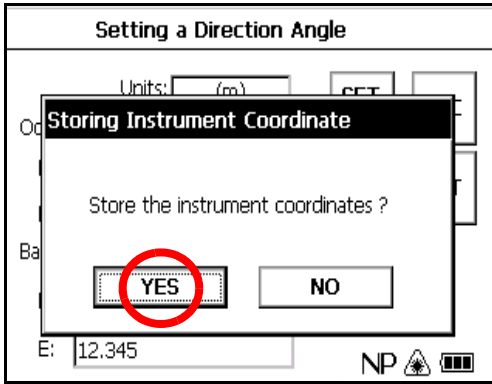 Setting a Direction Angle
Units: (m)
Storing Instrument Coordinate
Store the instrument coordinates ?
YES NO
E: 12.345
NP